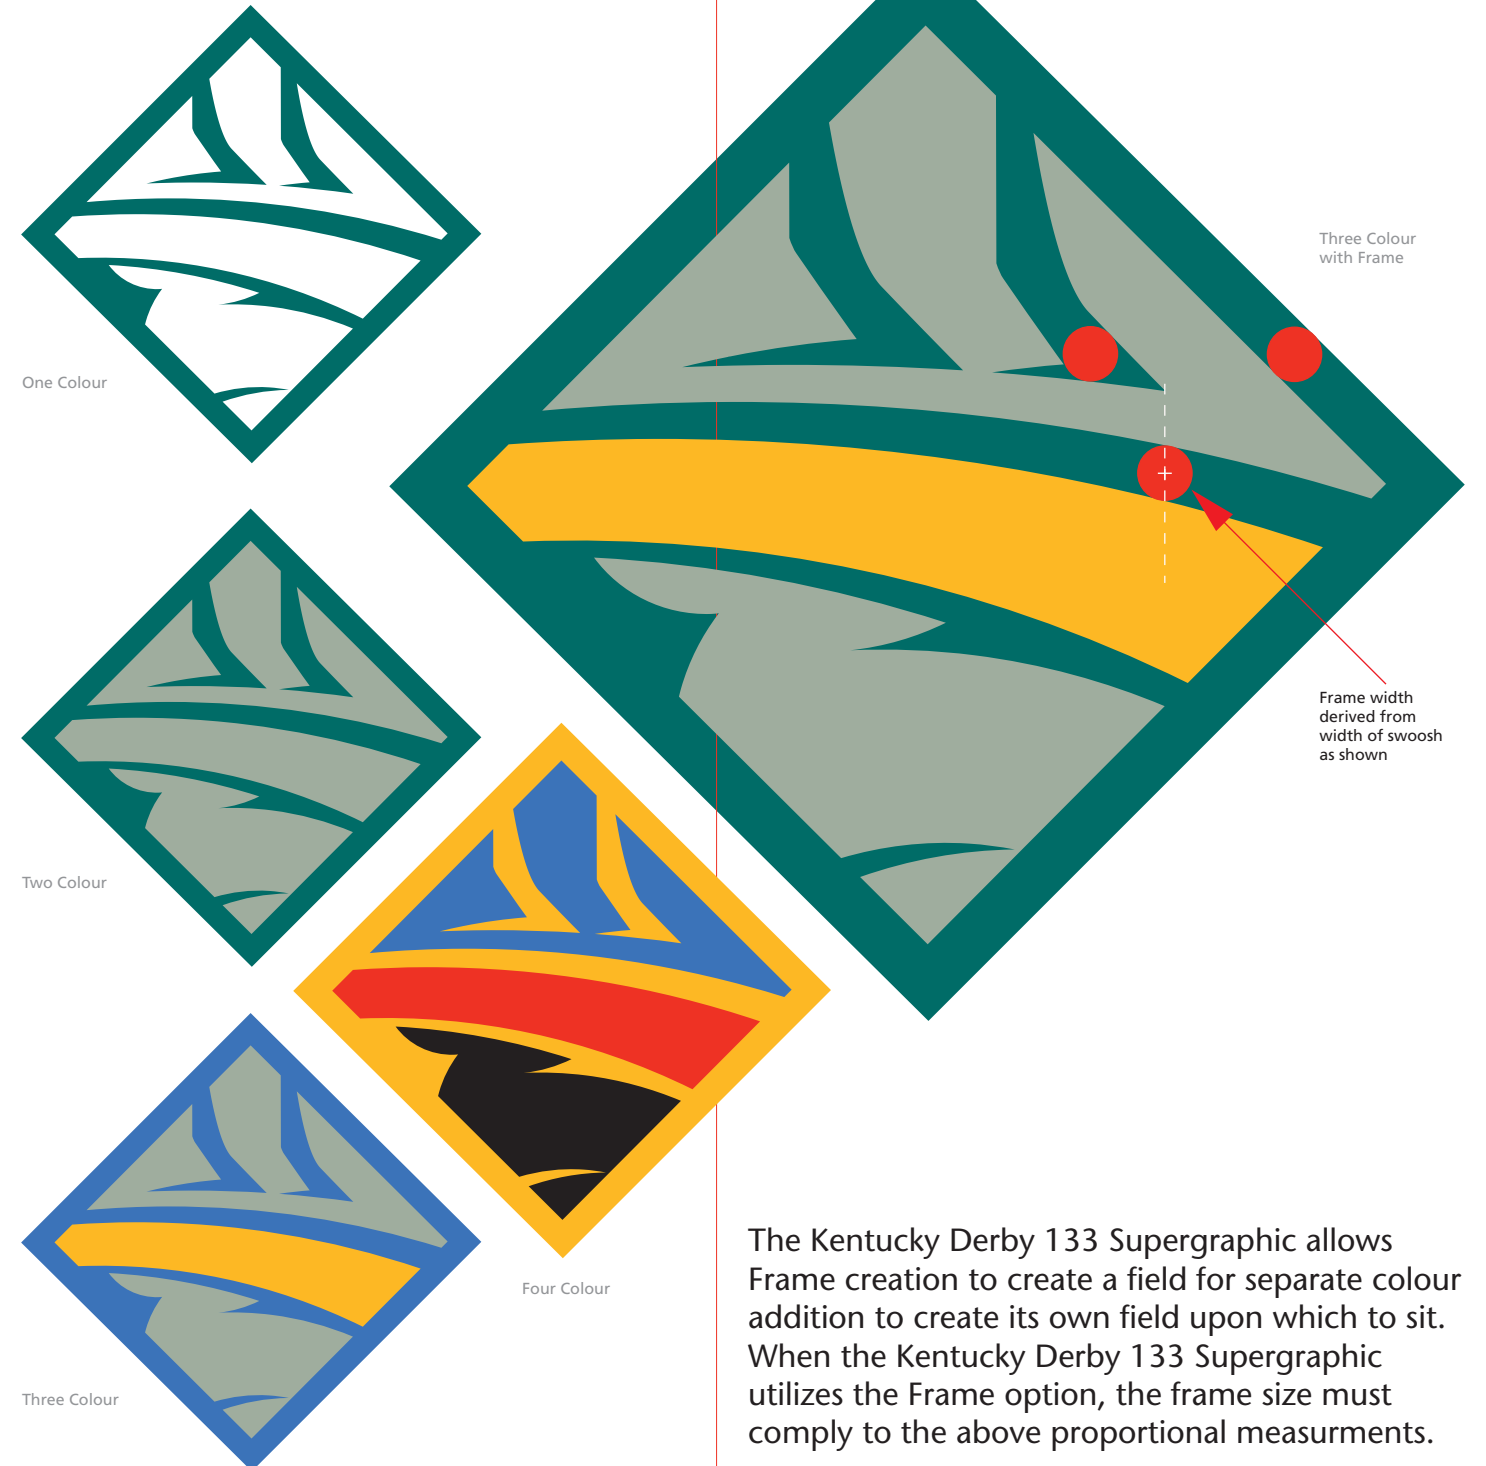 Three Colour
with Frame
One Colour
Frame width
derived from
width of swoosh
as shown
Two Colour
Four Colour
Three Colour
The Kentucky Derby 133 Supergraphic allows
Frame creation to create a field for separate colour
addition to create its own field upon which to sit.
When the Kentucky Derby 133 Supergraphic
utilizes the Frame option, the frame size must
comply to the above proportional measurments.